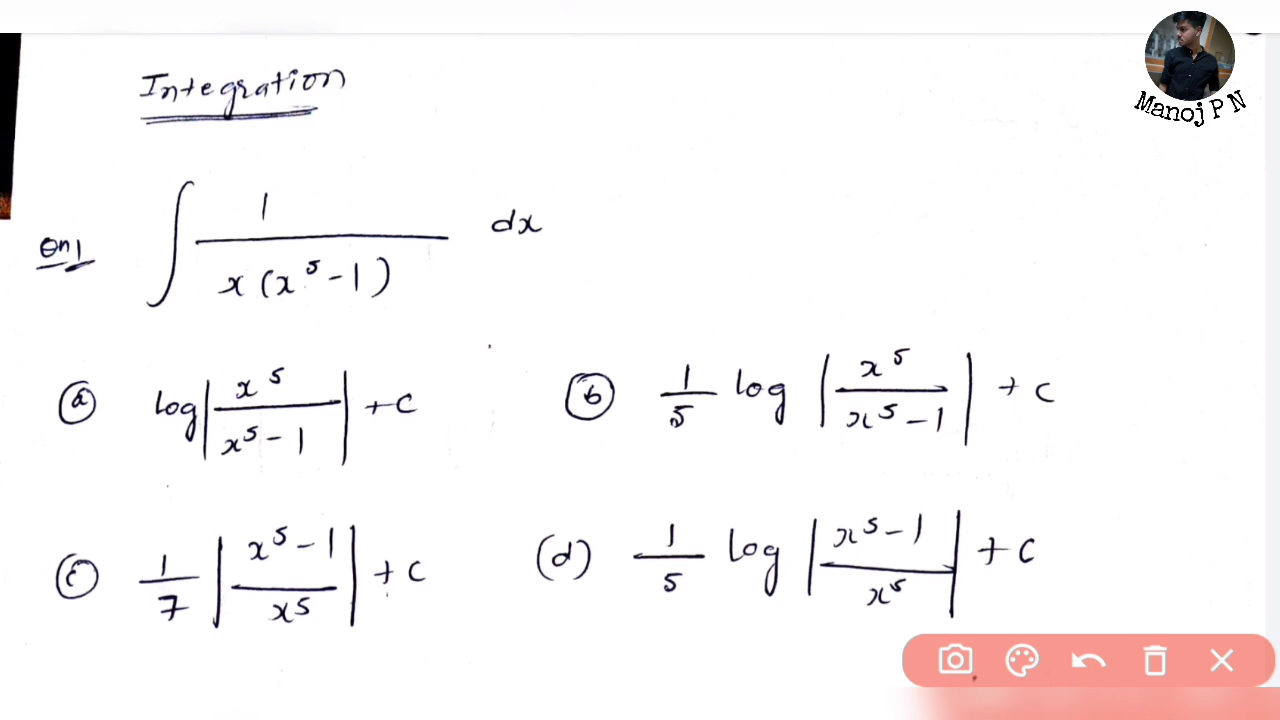 Manoj P N
Integration
Qn1 ∫ 1 / x(x⁵-1) dx
(a) log|x⁵ / x⁵-1| + c
(b) 1/5 log |x⁵ / x⁵-1| + c
(c) 1/7 |x⁵-1 / x⁵| + c
(d) 1/5 log |x⁵-1 / x⁵| + c